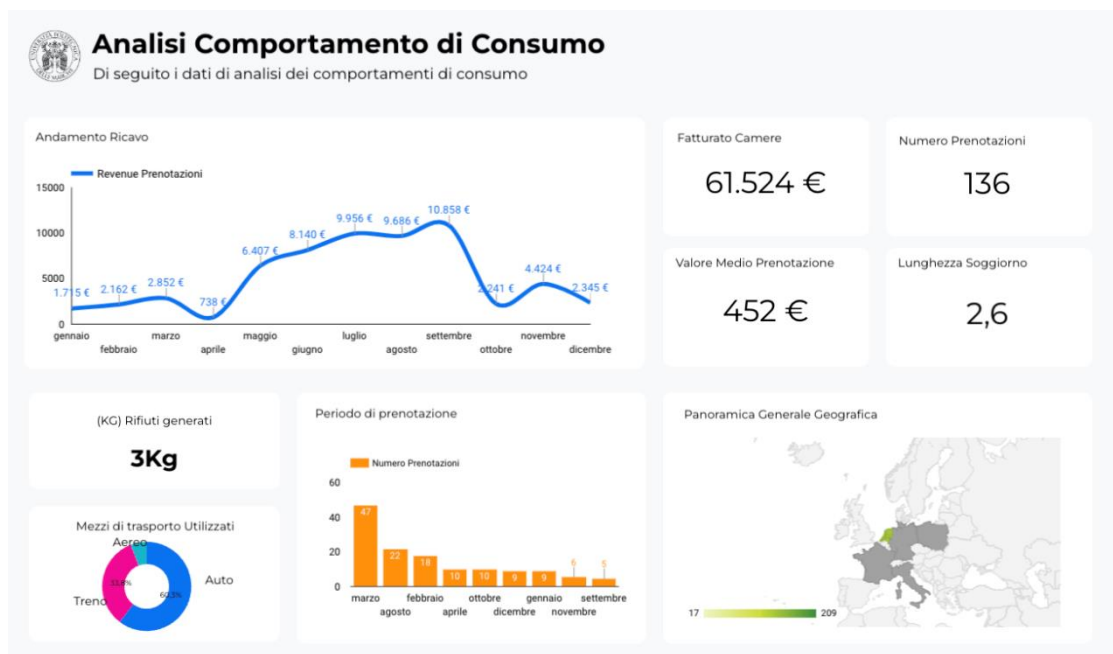 Analisi Comportamento di Consumo
Di seguito i dati di analisi dei comportamenti di consumo
Andamento Ricavo
Revenue Prenotazioni
15000
10000
5000
0
1.715 €
2.162 €
2.852 €
738 €
6.407 €
8.140 €
9.956 €
9.686 €
10.858 €
2.241 €
4.424 €
2.345 €
gennaio
febbraio
marzo
aprile
maggio
giugno
luglio
agosto
settembre
ottobre
novembre
dicembre
Fatturato Camere
61.524 €
Numero Prenotazioni
136
Valore Medio Prenotazione
452 €
Lunghezza Soggiorno
2,6
(KG) Rifiuti generati
3Kg
Mezzi di trasporto Utilizzati
Aereo
Auto
Treno
60,3%
Periodo di prenotazione
Numero Prenotazioni
60
40
20
0
47
22
18
10
10
9
9
6
5
marzo
agosto
febbraio
aprile
ottobre
dicembre
gennaio
novembre
settembre
Panoramica Generale Geografica
17
209